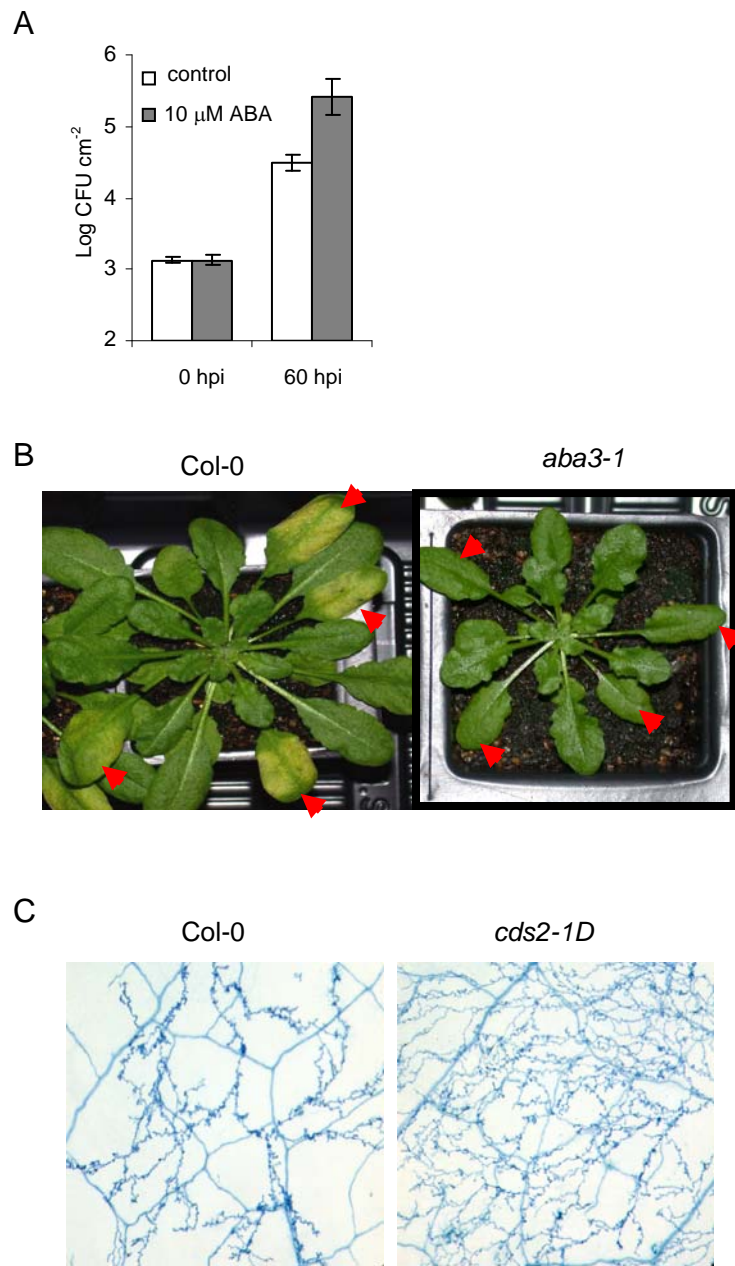 A
6
5
4
3
2
Log CFU cm-2
control
10 μM ABA
0 hpi 60 hpi
B
Col-0 aba3-1
C
Col-0 cds2-1D